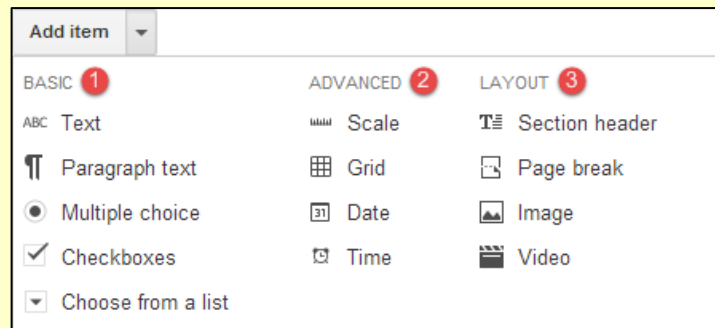 Add item
BASIC 1 ADVANCED 2 LAYOUT 3
ABC Text Scale Section header
Paragraph text 31 Grid Page break
Multiple choice Date Image
Checkboxes Time Video
Choose from a list